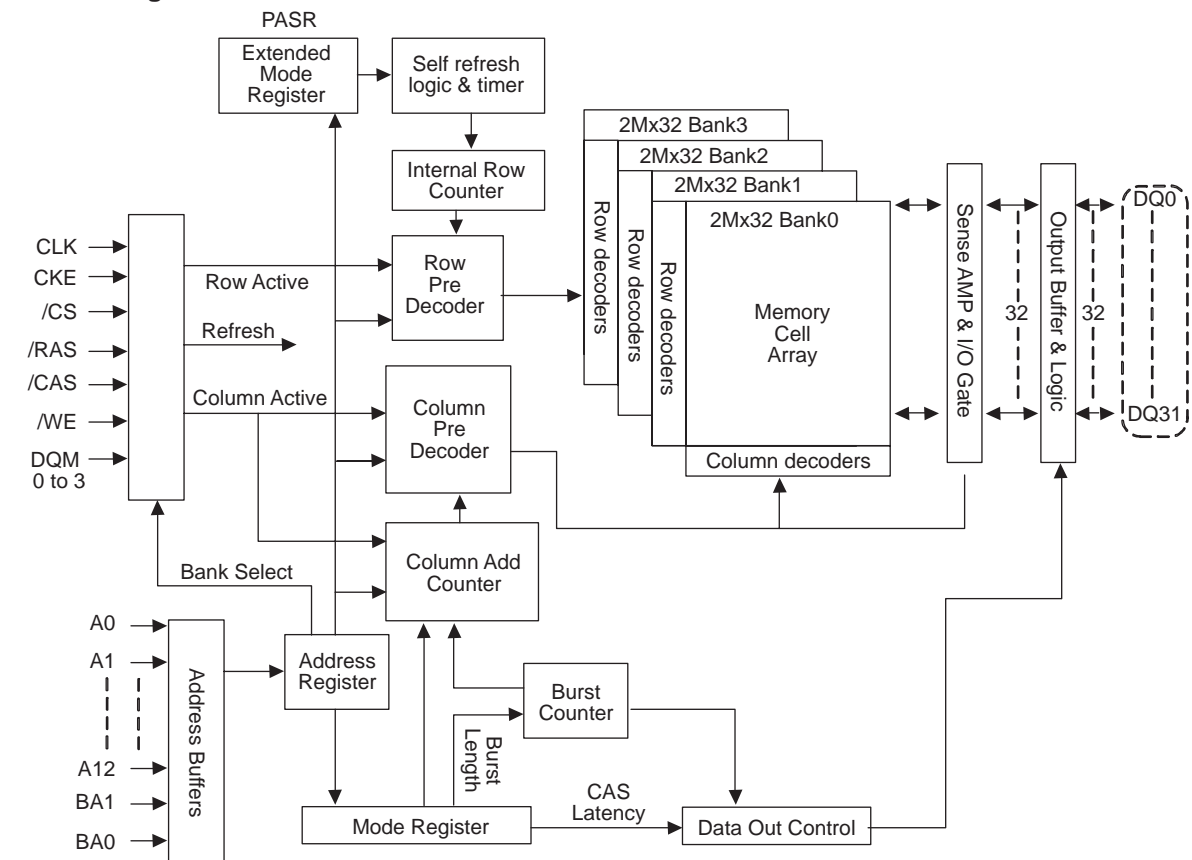 PASR
Extended
Mode
Register
Self refresh
logic & timer
Internal Row
Counter
2Mx32 Bank3
2Mx32 Bank2
2Mx32 Bank1
2Mx32 Bank0
Row decoders
Row decoders
Row decoders
Memory
Cell
Array
Column decoders
Sense AMP & I/O Gate
Output Buffer & Logic
32
32
DQ0
DQ31
CLK
CKE
/CS
/RAS
/CAS
/WE
DQM
0 to 3
Row Active
Refresh
Column Active
Row
Pre
Decoder
Column
Pre
Decoder
Column Add
Counter
Bank Select
A0
A1
A12
BA1
BA0
Address Buffers
Address
Register
Burst
Counter
Burst
Length
Mode Register
CAS
Latency
Data Out Control